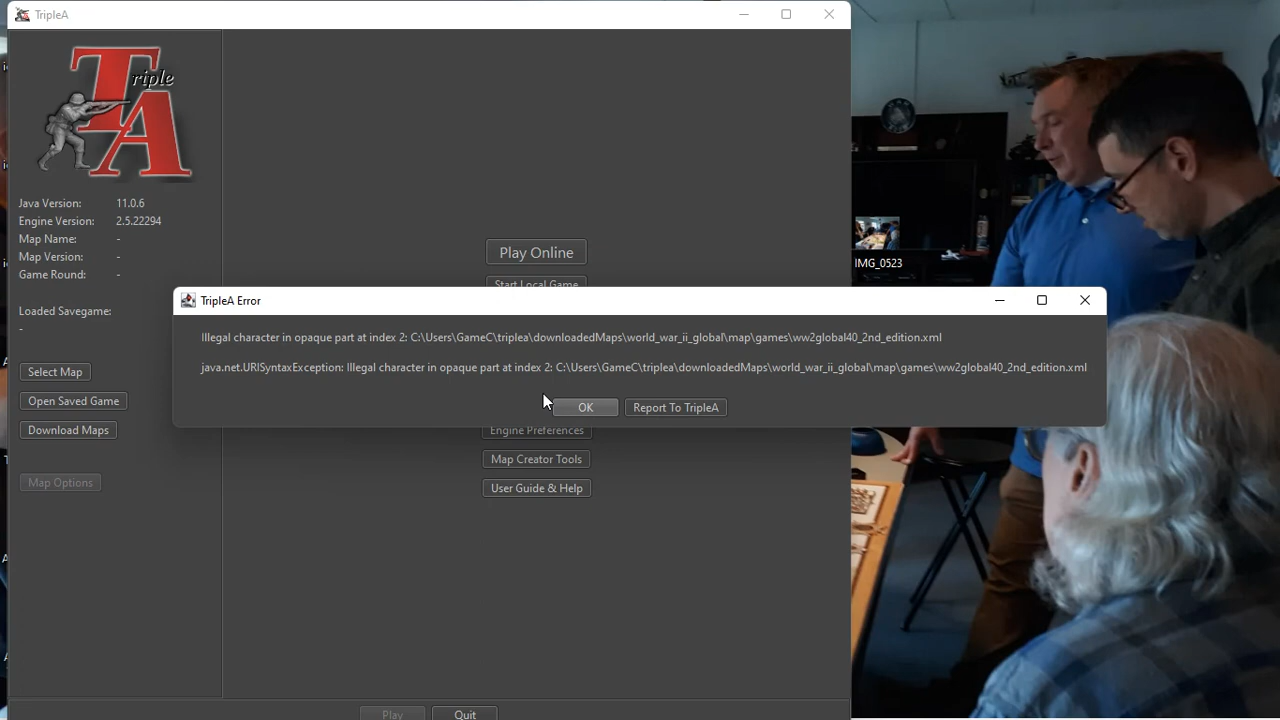 TripleA
Triple
A
Java Version: 11.0.6
Engine Version: 2.5.22294
Map Name: -
Map Version: -
Game Round: -
Loaded Savegame:
-
Select Map
Open Saved Game
Download Maps
Map Options
Play Online
Start Local Game
TripleA Error
Illegal character in opaque part at index 2: C:\Users\GameC\triplea\downloadedMaps\world_war_ii_global\map\games\ww2global40_2nd_edition.xml
java.net.URISyntaxException: Illegal character in opaque part at index 2: C:\Users\GameC\triplea\downloadedMaps\world_war_ii_global\map\games\ww2global40_2nd_edition.xml
OK
Report To TripleA
Engine Preferences
Map Creator Tools
User Guide & Help
Play
Quit
IMG_0523